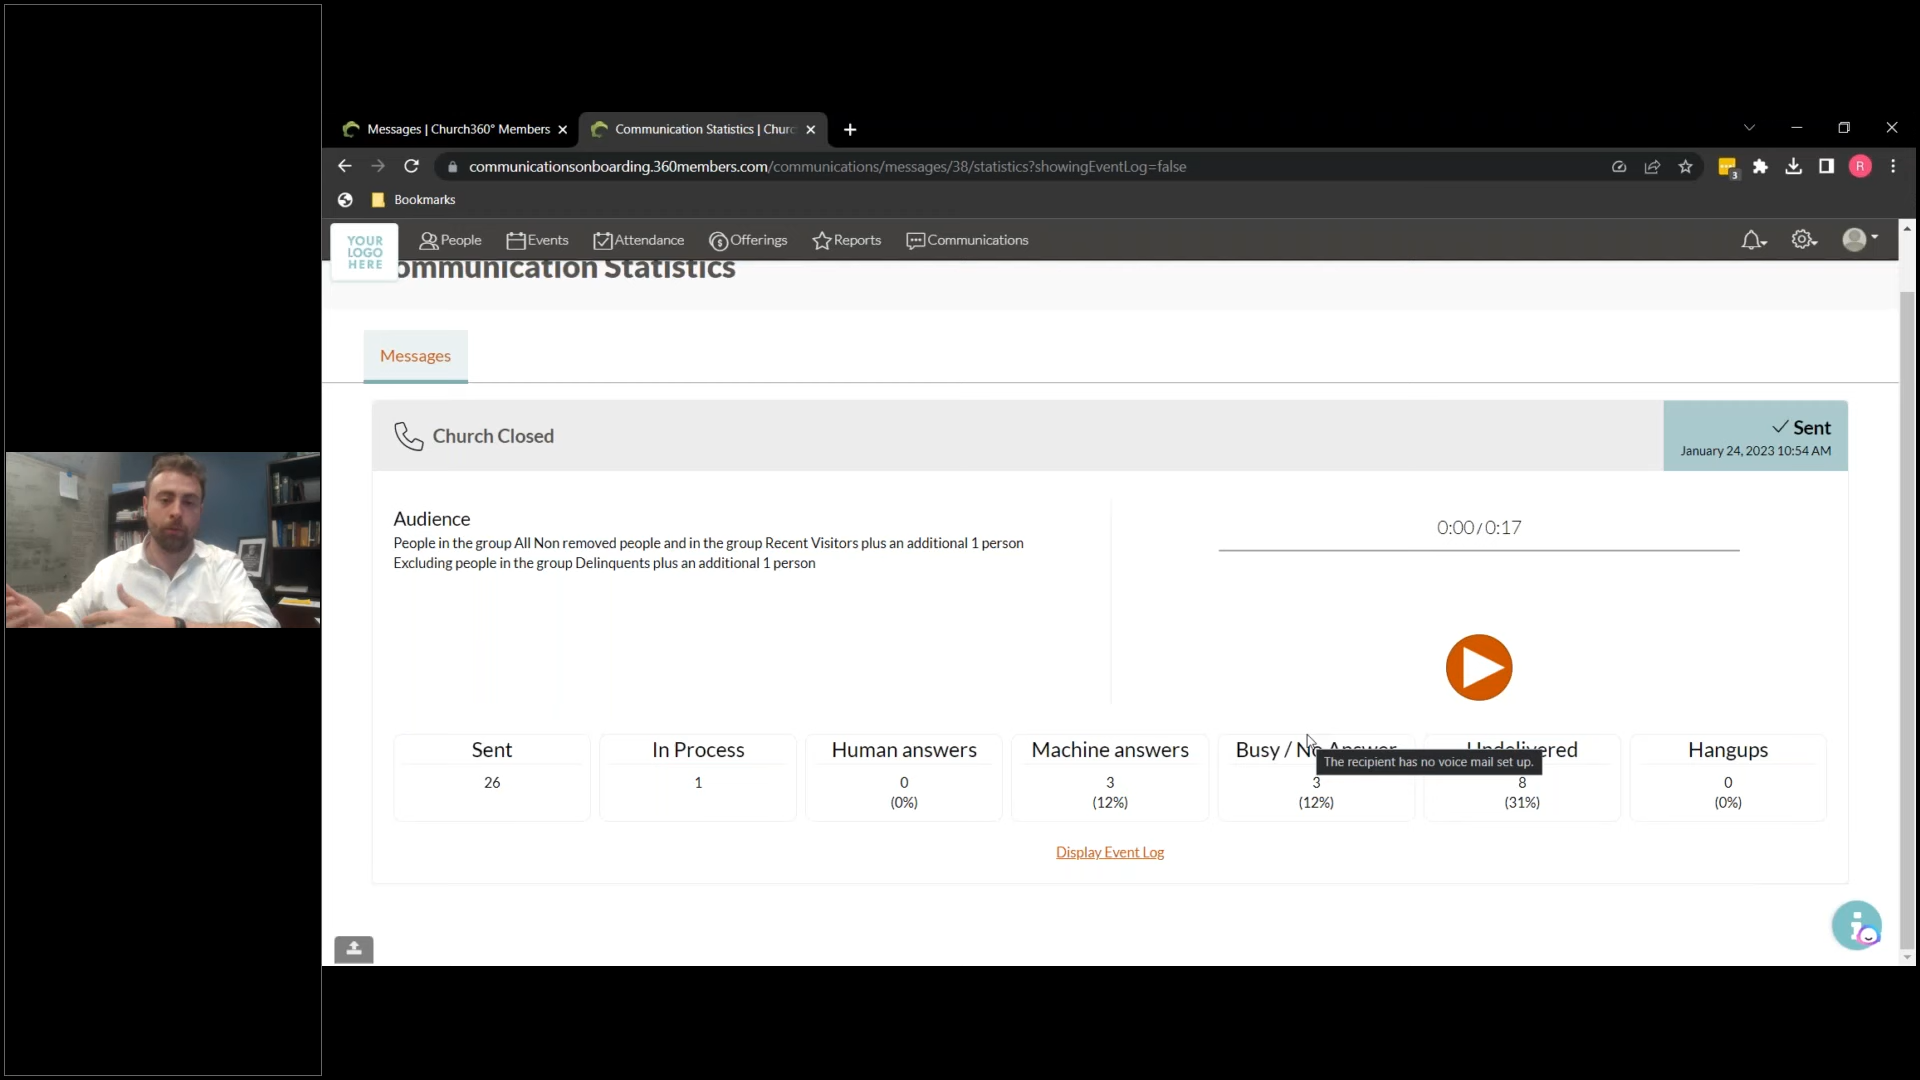 Messages | Church360° Members
Communication Statistics | Churc
communicationsonboarding.360members.com/communications/messages/38/statistics?showingEventLog=false
3
R
Bookmarks
YOUR
LOGO
HERE
People
Events
Attendance
Offerings
Reports
Communications
ommunication Statistics
Messages
Church Closed
Sent
January 24, 2023 10:54 AM
Audience
People in the group All Non removed people and in the group Recent Visitors plus an additional 1 person
Excluding people in the group Delinquents plus an additional 1 person
0:00 / 0:17
Sent
26
In Process
1
Human answers
0
(0%)
Machine answers
3
(12%)
Busy / No Answer
3
(12%)
The recipient has no voice mail set up.
Undelivered
8
(31%)
Hangups
0
(0%)
Display Event Log